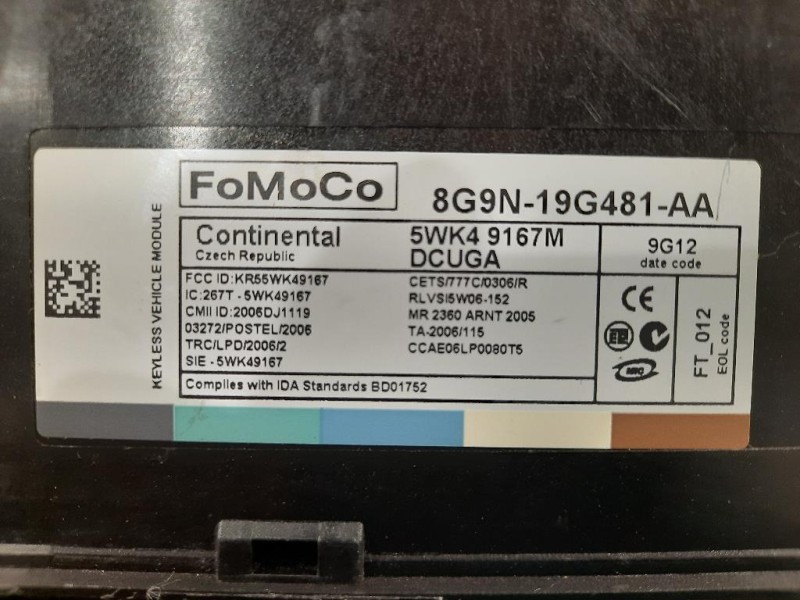 FoMoCo
8G9N-19G481-AA
KEYLESS VEHICLE MODULE
Continental
Czech Republic
5WK4 9167M
DCUGA
9G12
date code
FCC ID:KR55WK49167
IC:267T - 5WK49167
CMII ID:2006DJ1119
03272/POSTEL/2006
TRC/LPD/2006/2
SIE - 5WK49167
CETS/777C/0306/R
RLVSI5W06-152
MR 2360 ARNT 2005
TA-2006/115
CCAE06LP0080T5
Complies with IDA Standards BD01752
CE
FT_012
EOL code